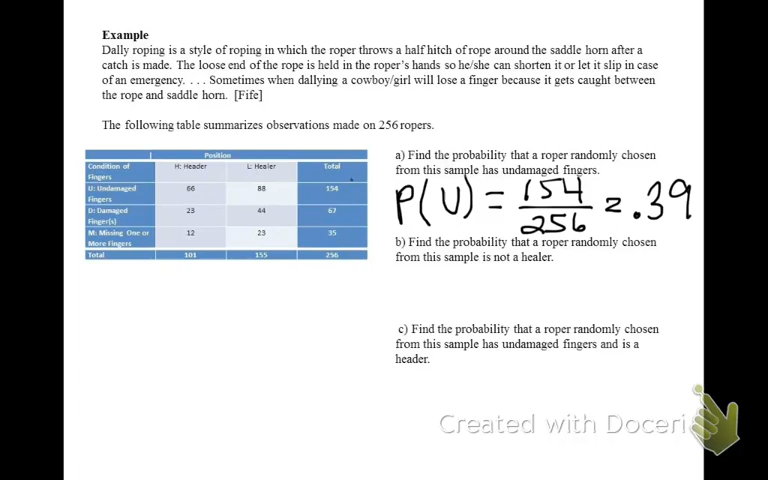 Example
Dally roping is a style of roping in which the roper throws a half hitch of rope around the saddle horn after a
catch is made. The loose end of the rope is held in the roper's hands so he/she can shorten it or let it slip in case
of an emergency. . . . Sometimes when dallying a cowboy/girl will lose a finger because it gets caught between
the rope and saddle horn. [Fife]
The following table summarizes observations made on 256 ropers.
Position
Condition of Fingers H: Header L: Healer Total
U: Undamaged Fingers 66 88 154
D: Damaged Finger(s) 23 44 67
M: Missing One or More Fingers 12 23 35
Total 101 155 256
a) Find the probability that a roper randomly chosen
from this sample has undamaged fingers.
P(U) = 154/256 = .39
b) Find the probability that a roper randomly chosen
from this sample is not a healer.
c) Find the probability that a roper randomly chosen
from this sample has undamaged fingers and is a
header.
Created with Doceri